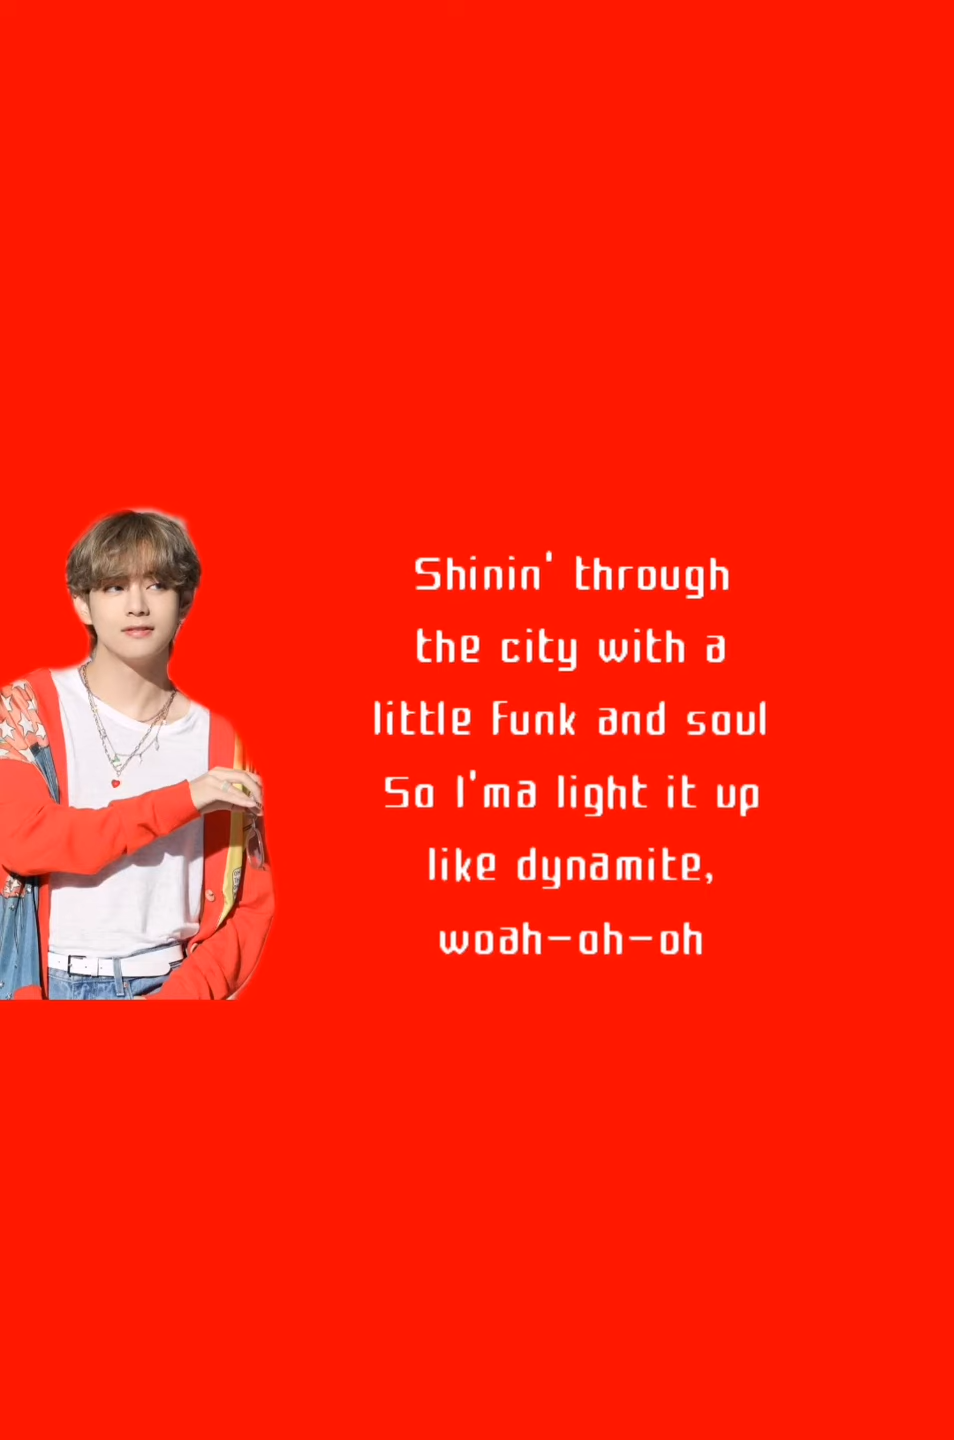 Shinin' through
the city with a
little funk and soul
So I'ma light it up
like dynamite,
woah-oh-oh